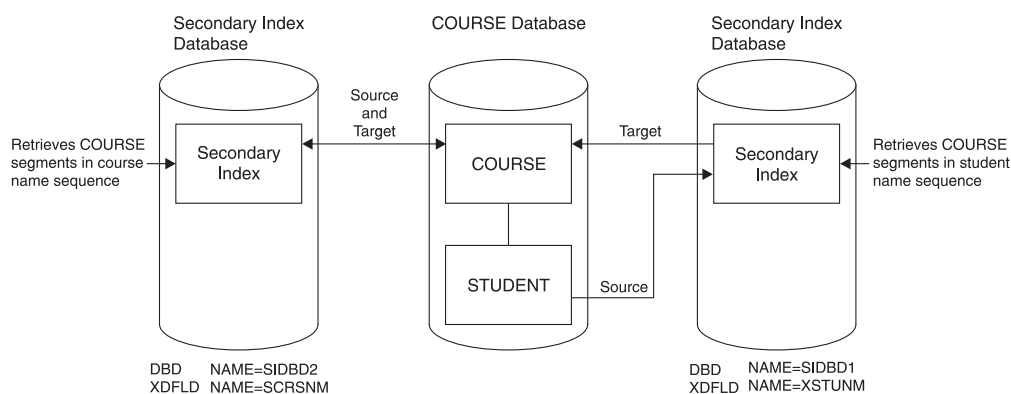 Secondary Index
Database
COURSE Database
Secondary Index
Database
Source
and
Target
Target
Retrieves COURSE
segments in course
name sequence
Secondary
Index
COURSE
Secondary
Index
Retrieves COURSE
segments in student
name sequence
STUDENT
Source
DBD NAME=SIDBD2
XDFLD NAME=SCRSNM
DBD NAME=SIDBD1
XDFLD NAME=XSTUNM